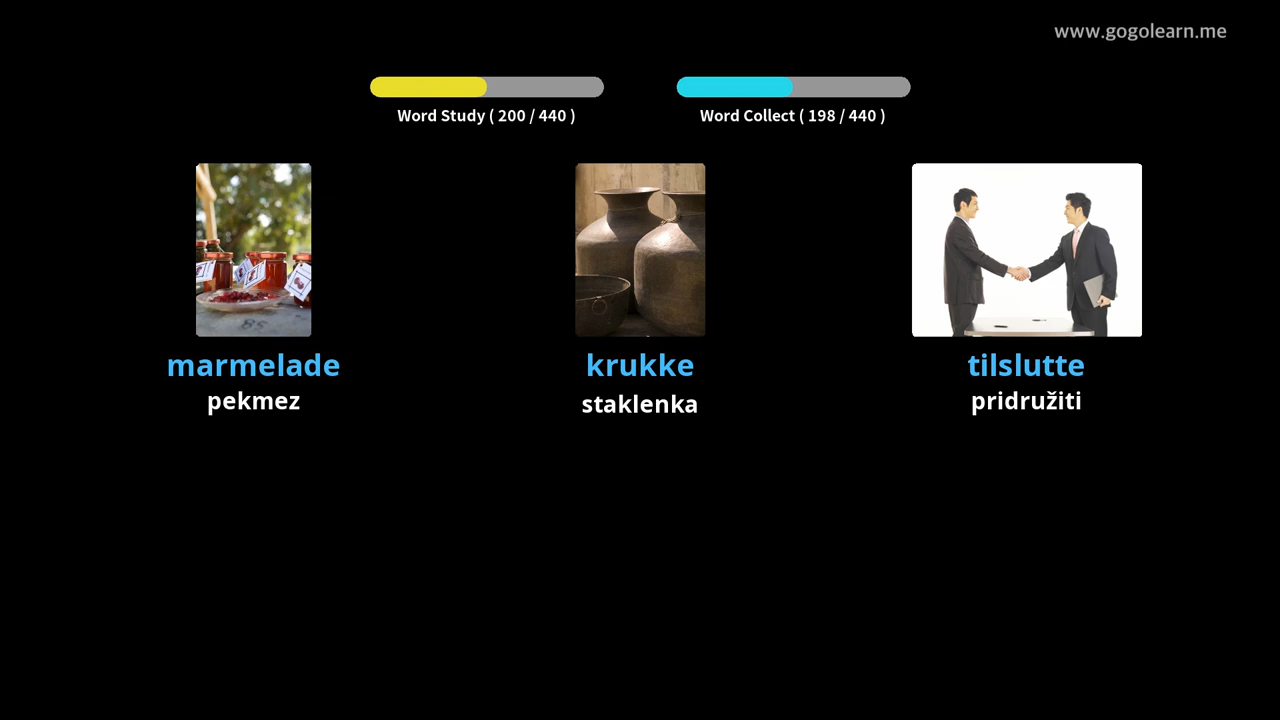 www.gogolearn.me
Word Study ( 200 / 440 )
Word Collect ( 198 / 440 )
marmelade
pekmez
krukke
staklenka
tilslutte
pridružiti